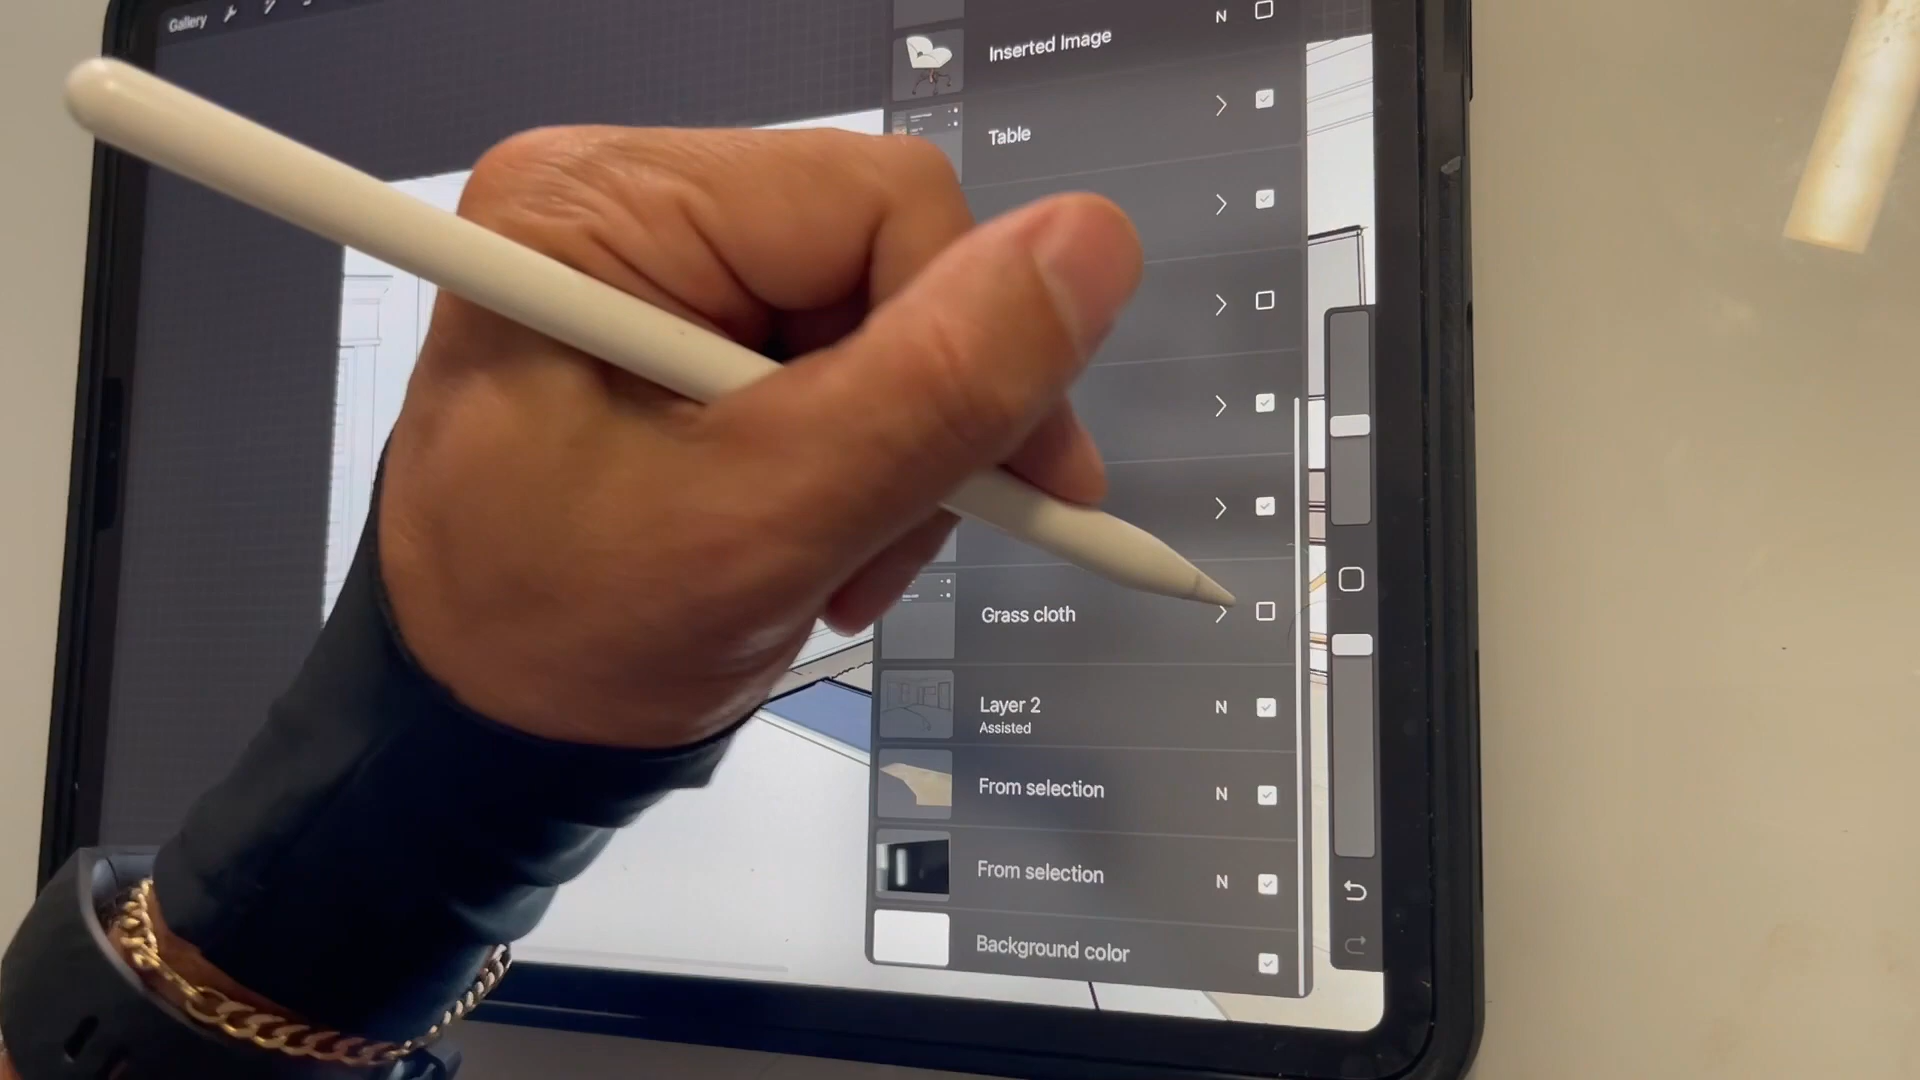 Gallery
N
Inserted Image
Table
Grass cloth
Layer 2
N
Assisted
From selection
N
From selection
N
Background color